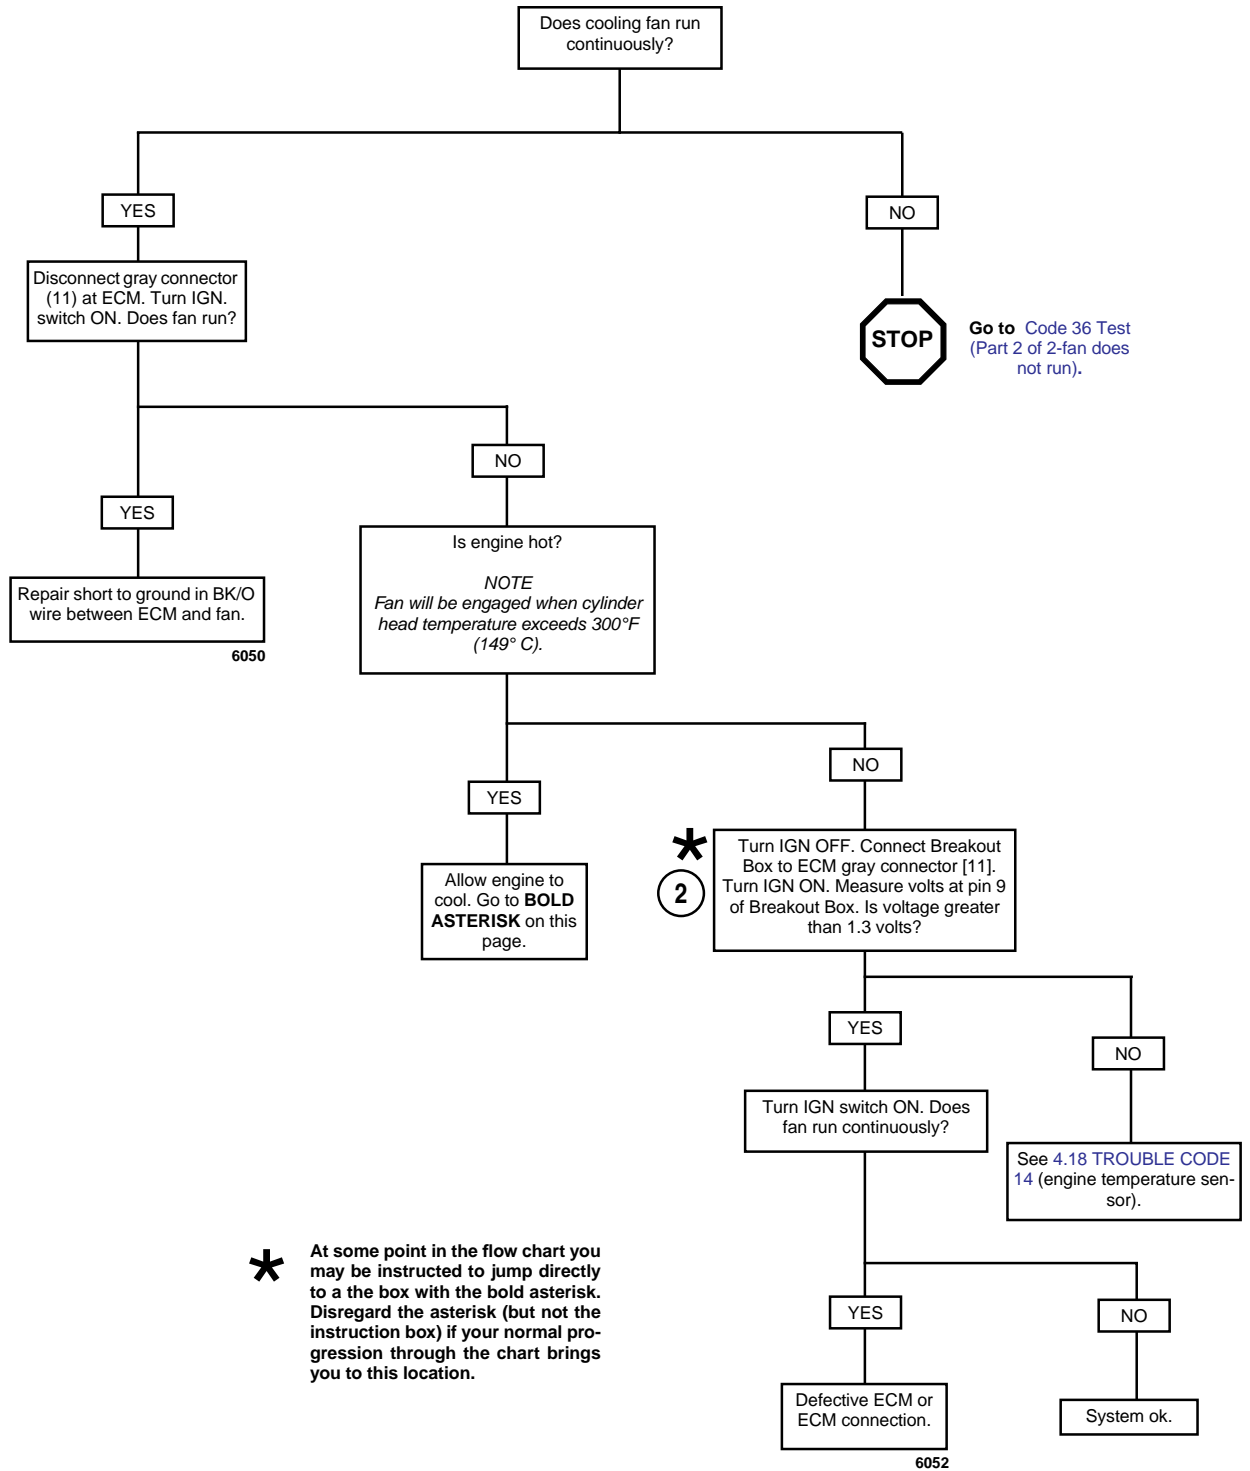 Does cooling fan run
continuously?
YES
NO
Disconnect gray connector
(11) at ECM. Turn IGN.
switch ON. Does fan run?
STOP
Go to Code 36 Test
(Part 2 of 2-fan does
not run).
NO
YES
Is engine hot?
NOTE
Fan will be engaged when cylinder
head temperature exceeds 300°F
(149° C).
Repair short to ground in BK/O
wire between ECM and fan.
6050
NO
YES
*
2
Turn IGN OFF. Connect Breakout
Box to ECM gray connector [11].
Turn IGN ON. Measure volts at pin 9
of Breakout Box. Is voltage greater
than 1.3 volts?
Allow engine to
cool. Go to BOLD
ASTERISK on this
page.
YES
NO
Turn IGN switch ON. Does
fan run continuously?
See 4.18 TROUBLE CODE
14 (engine temperature sen-
sor).
*
At some point in the flow chart you
may be instructed to jump directly
to a the box with the bold asterisk.
Disregard the asterisk (but not the
instruction box) if your normal pro-
gression through the chart brings
you to this location.
YES
NO
Defective ECM or
ECM connection.
System ok.
6052